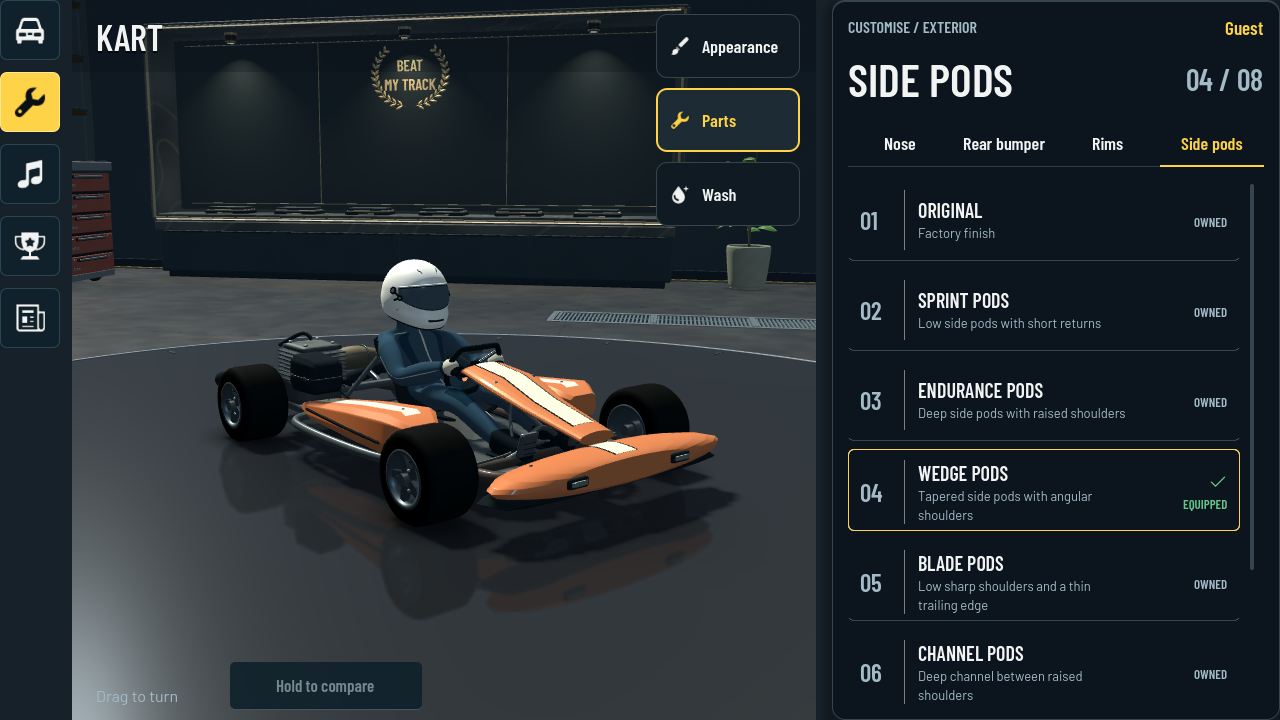 KART
BEAT
MY TRACK
Appearance
Parts
Wash
Drag to turn
Hold to compare
CUSTOMISE / EXTERIOR
Guest
SIDE PODS
04 / 08
Nose
Rear bumper
Rims
Side pods
01
ORIGINAL
Factory finish
OWNED
02
SPRINT PODS
Low side pods with short returns
OWNED
03
ENDURANCE PODS
Deep side pods with raised shoulders
OWNED
04
WEDGE PODS
Tapered side pods with angular
shoulders
EQUIPPED
05
BLADE PODS
Low sharp shoulders and a thin
trailing edge
OWNED
06
CHANNEL PODS
Deep channel between raised
shoulders
OWNED